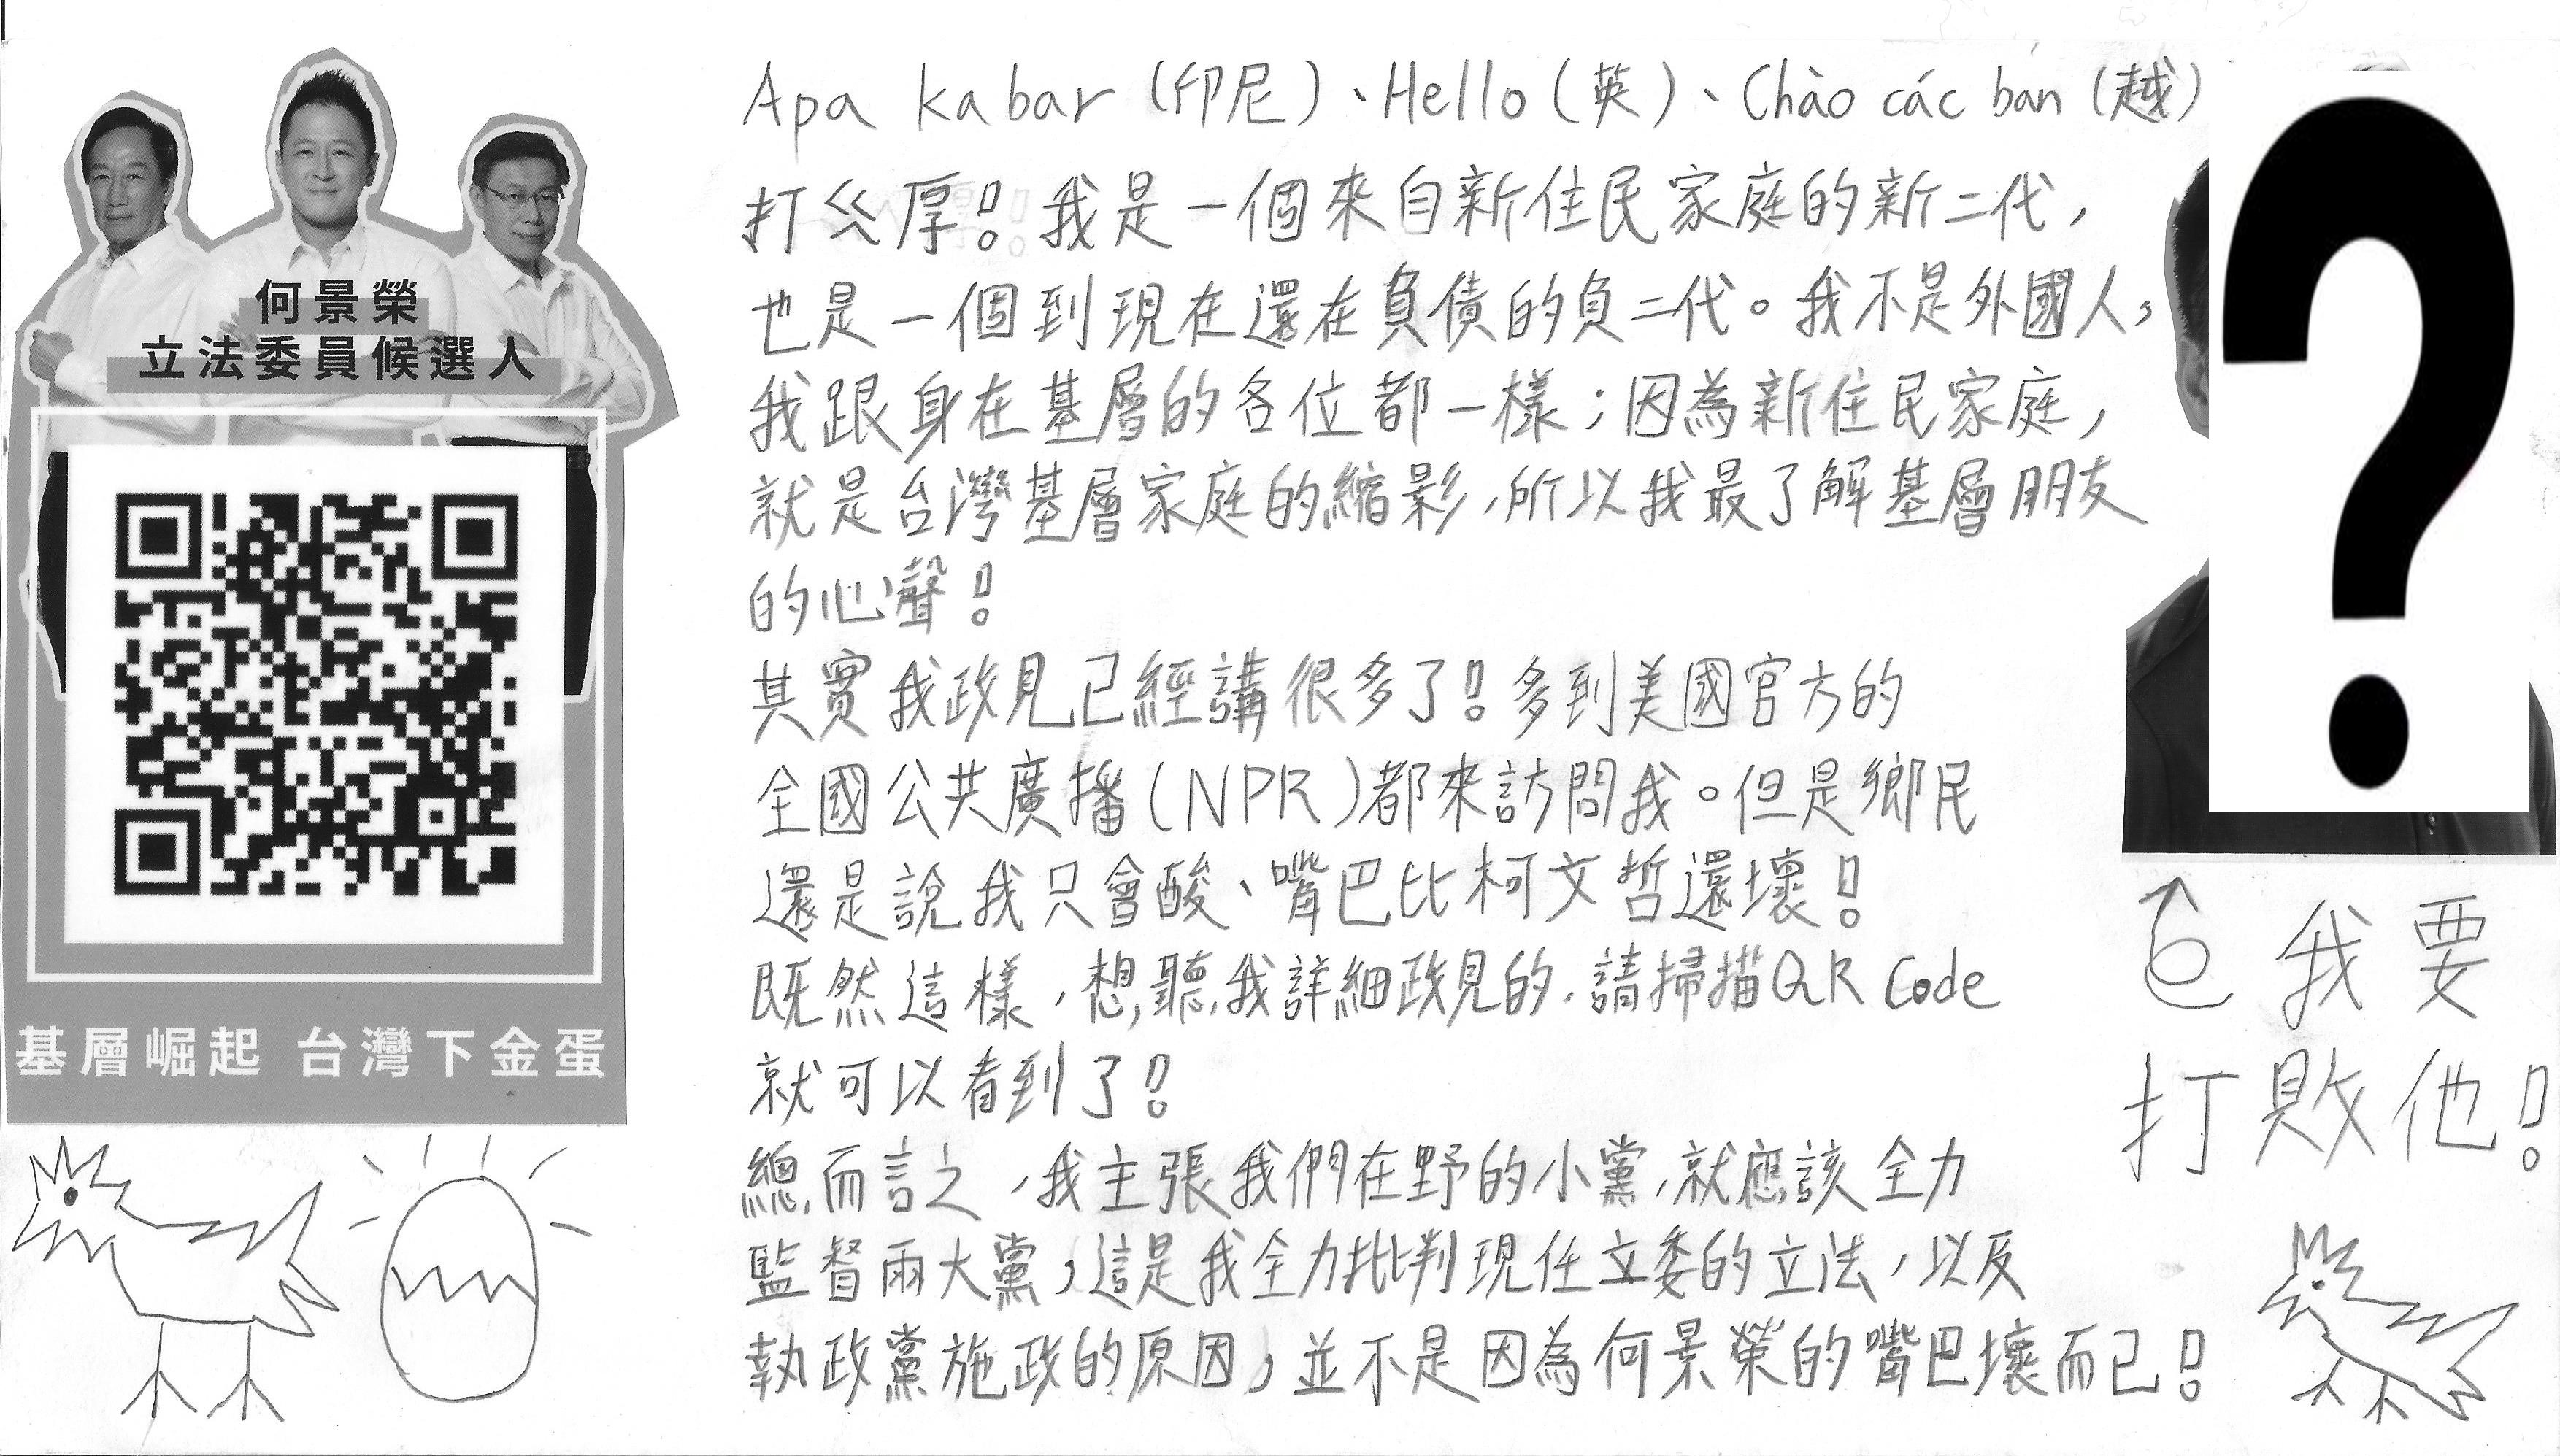 何景榮
立法委員候選人
基層崛起 台灣下金蛋
Apa kabar (印尼)、Hello (英)、Chào các bán (越)
打ㄍ厚！我是一個來自新住民家庭的新二代，
也是一個到現在還在負債的負二代。我不是外國人，
我跟身在基層的各位都一樣；因為新住民家庭，
就是台灣基層家庭的縮影，所以我最了解基層朋友
的心聲！
其實我政見已經講很多了！多到美國官方的
全國公共廣播(NPR)都來訪問我。但是鄉民
還是說我只會酸、嘴巴比柯文哲還壞！
既然這樣，想聽我詳細政見的，請掃描QR Code
就可以看到了！
總而言之，我主張我們在野的小黨，就應該全力
監督兩大黨，這是我全力批判現任立委的立法，以及
執政黨施政的原因，並不是因為何景榮的嘴巴壞而已！
?
我要
打敗他！